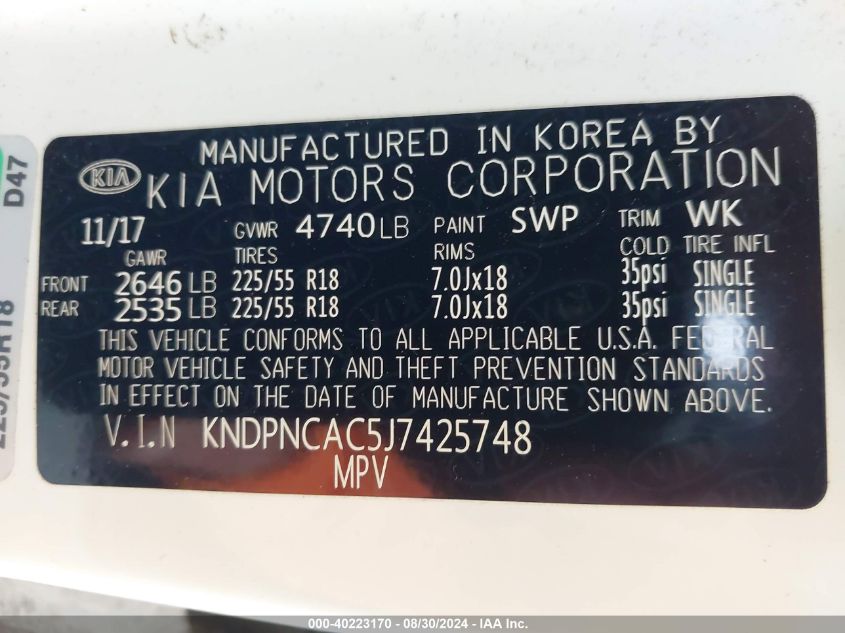 MANUFACTURED IN KOREA BY
KIA KIA MOTORS CORPORATION
11/17 GVWR 4740LB PAINT SWP TRIM WK
GAWR TIRES RIMS COLD TIRE INFL
FRONT 2646 LB 225/55 R18 7.0Jx18 35psi SINGLE
REAR 2535 LB 225/55 R18 7.0Jx18 35psi SINGLE
THIS VEHICLE CONFORMS TO ALL APPLICABLE U.S.A. FEDERAL
MOTOR VEHICLE SAFETY AND THEFT PREVENTION STANDARDS
IN EFFECT ON THE DATE OF MANUFACTURE SHOWN ABOVE.
V.I.N KNDPNCAC5J7425748
MPV
D47
225/55R18
000-40223170 - 08/30/2024 - IAA Inc.